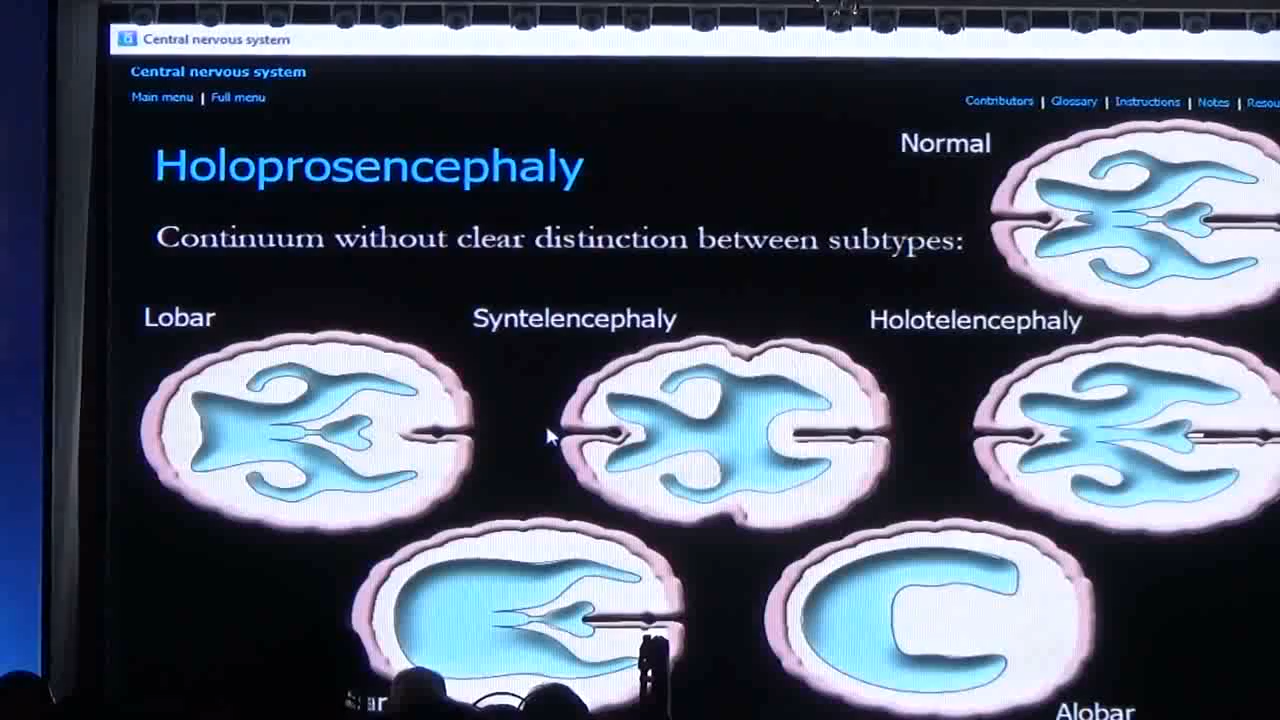 Central nervous system
Central nervous system
Main menu | Full menu
Contributors | Glossary | Instructions | Notes |
Normal
Holoprosencephaly
Continuum without clear distinction between subtypes:
Lobar
Syntelencephaly
Holotelencephaly
Alobar